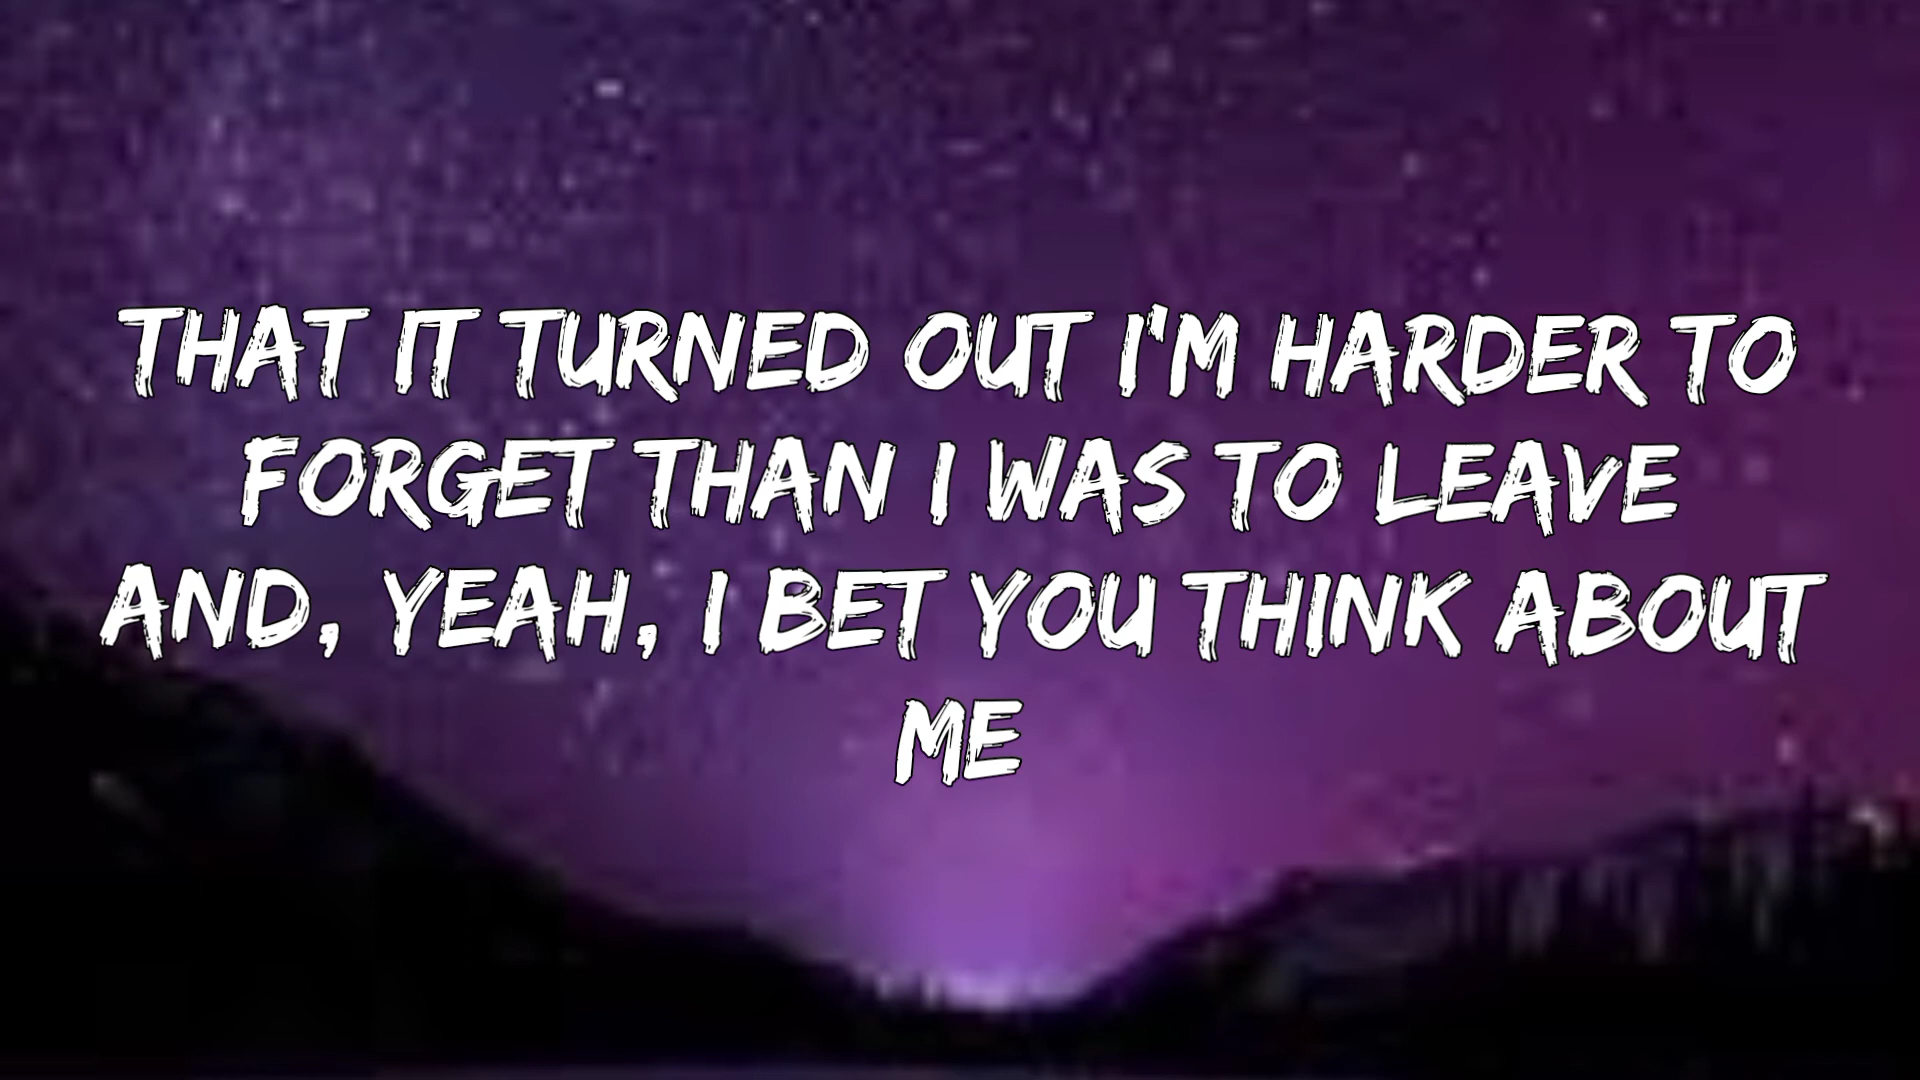 THAT IT TURNED OUT I'M HARDER TO
FORGET THAN I WAS TO LEAVE
AND, YEAH, I BET YOU THINK ABOUT
ME